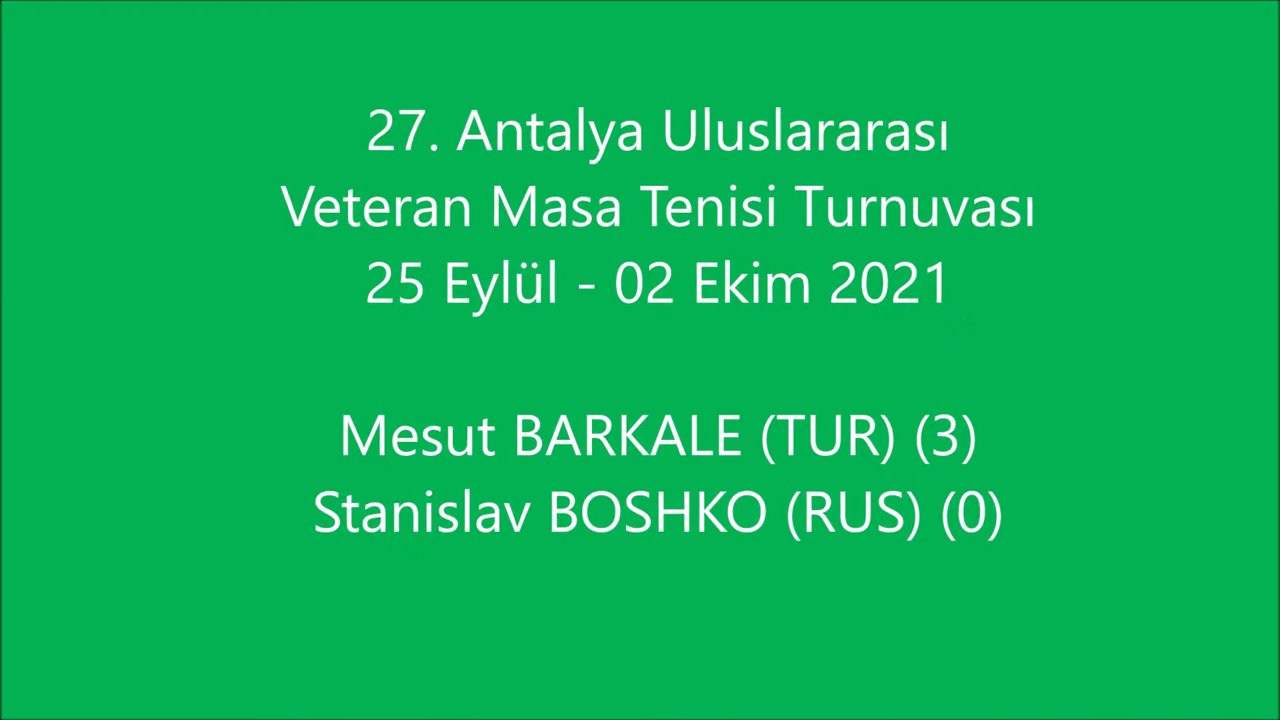 27. Antalya Uluslararası
Veteran Masa Tenisi Turnuvası
25 Eylül - 02 Ekim 2021
Mesut BARKALE (TUR) (3)
Stanislav BOSHKO (RUS) (0)